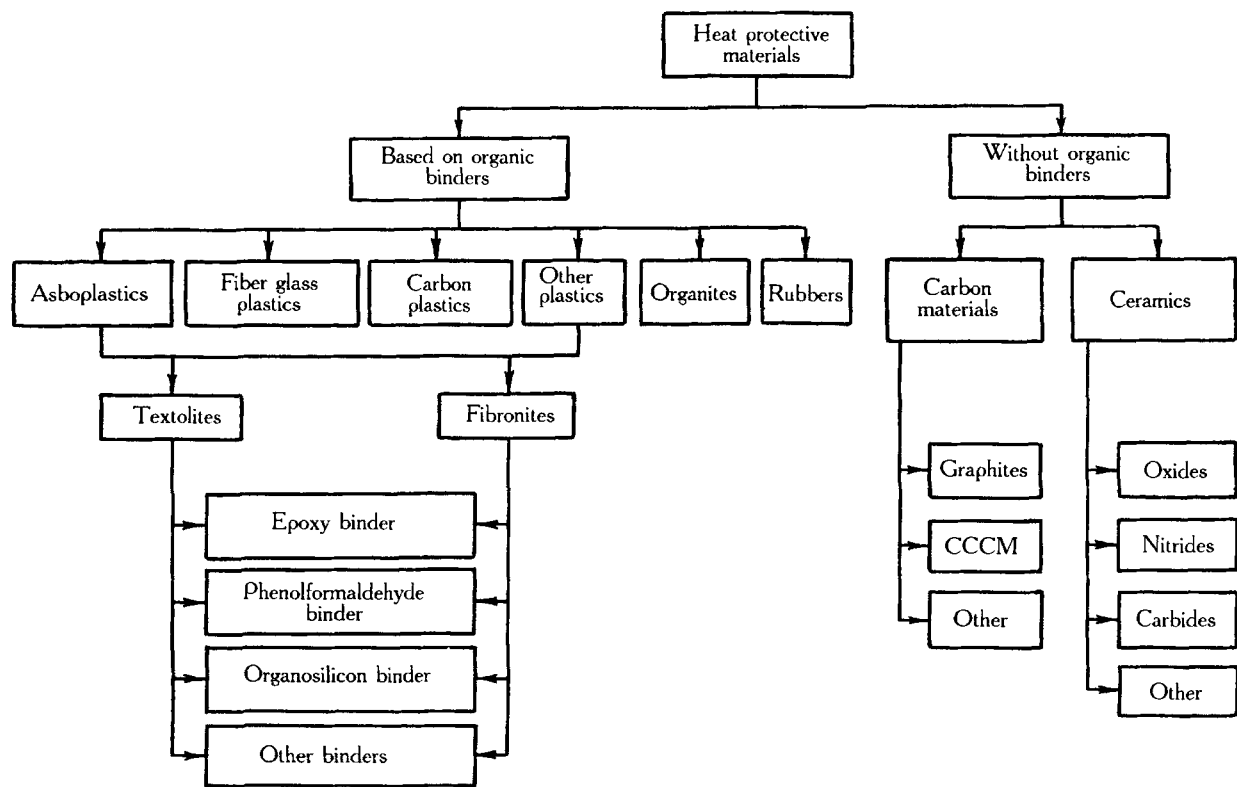 Heat protective
materials
Based on organic
binders
Without organic
binders
Asboplastics
Fiber glass
plastics
Carbon
plastics
Other
plastics
Organites
Rubbers
Carbon
materials
Ceramics
Textolites
Fibronites
Graphites
Oxides
Epoxy binder
CCCM
Nitrides
Phenolformaldehyde
binder
Other
Carbides
Organosilicon binder
Other
Other binders